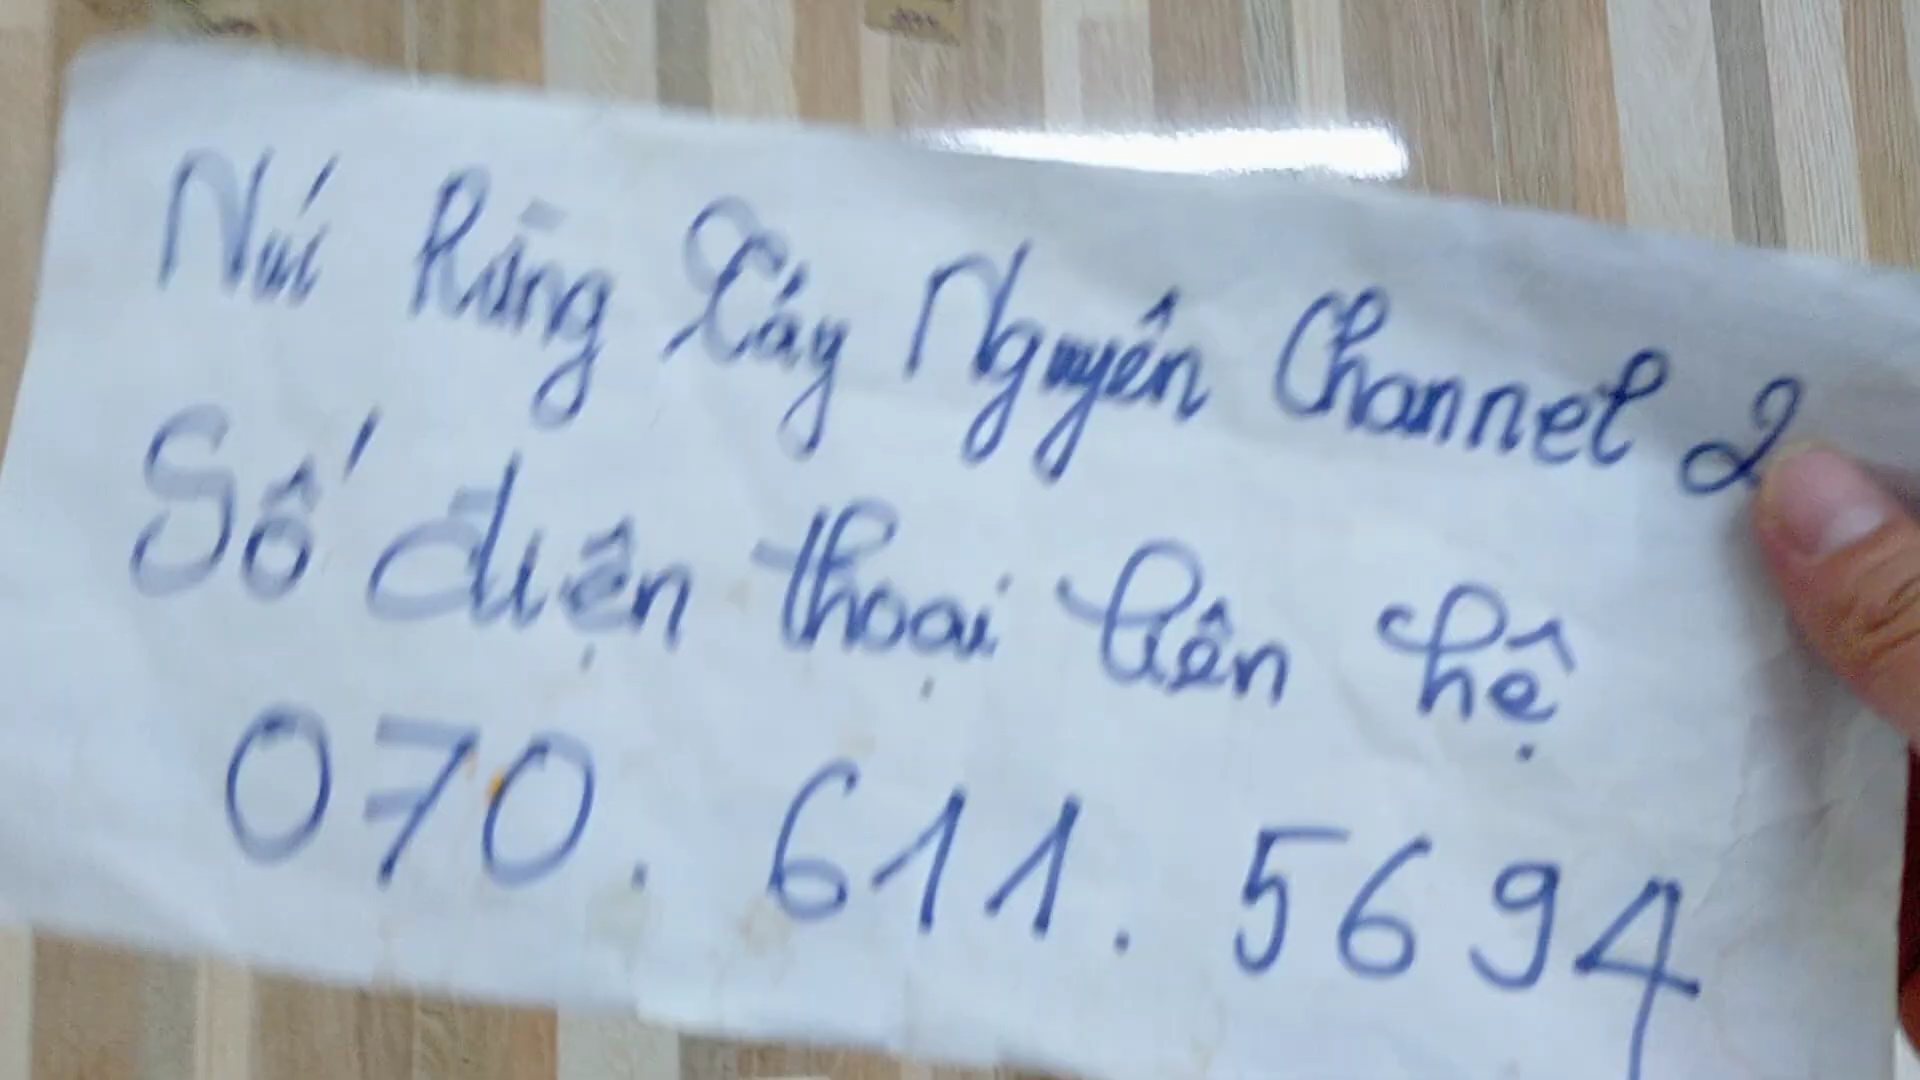 Núi Rừng Tây Nguyên Channel 2
Số điện thoại liên hệ
070. 611. 5694